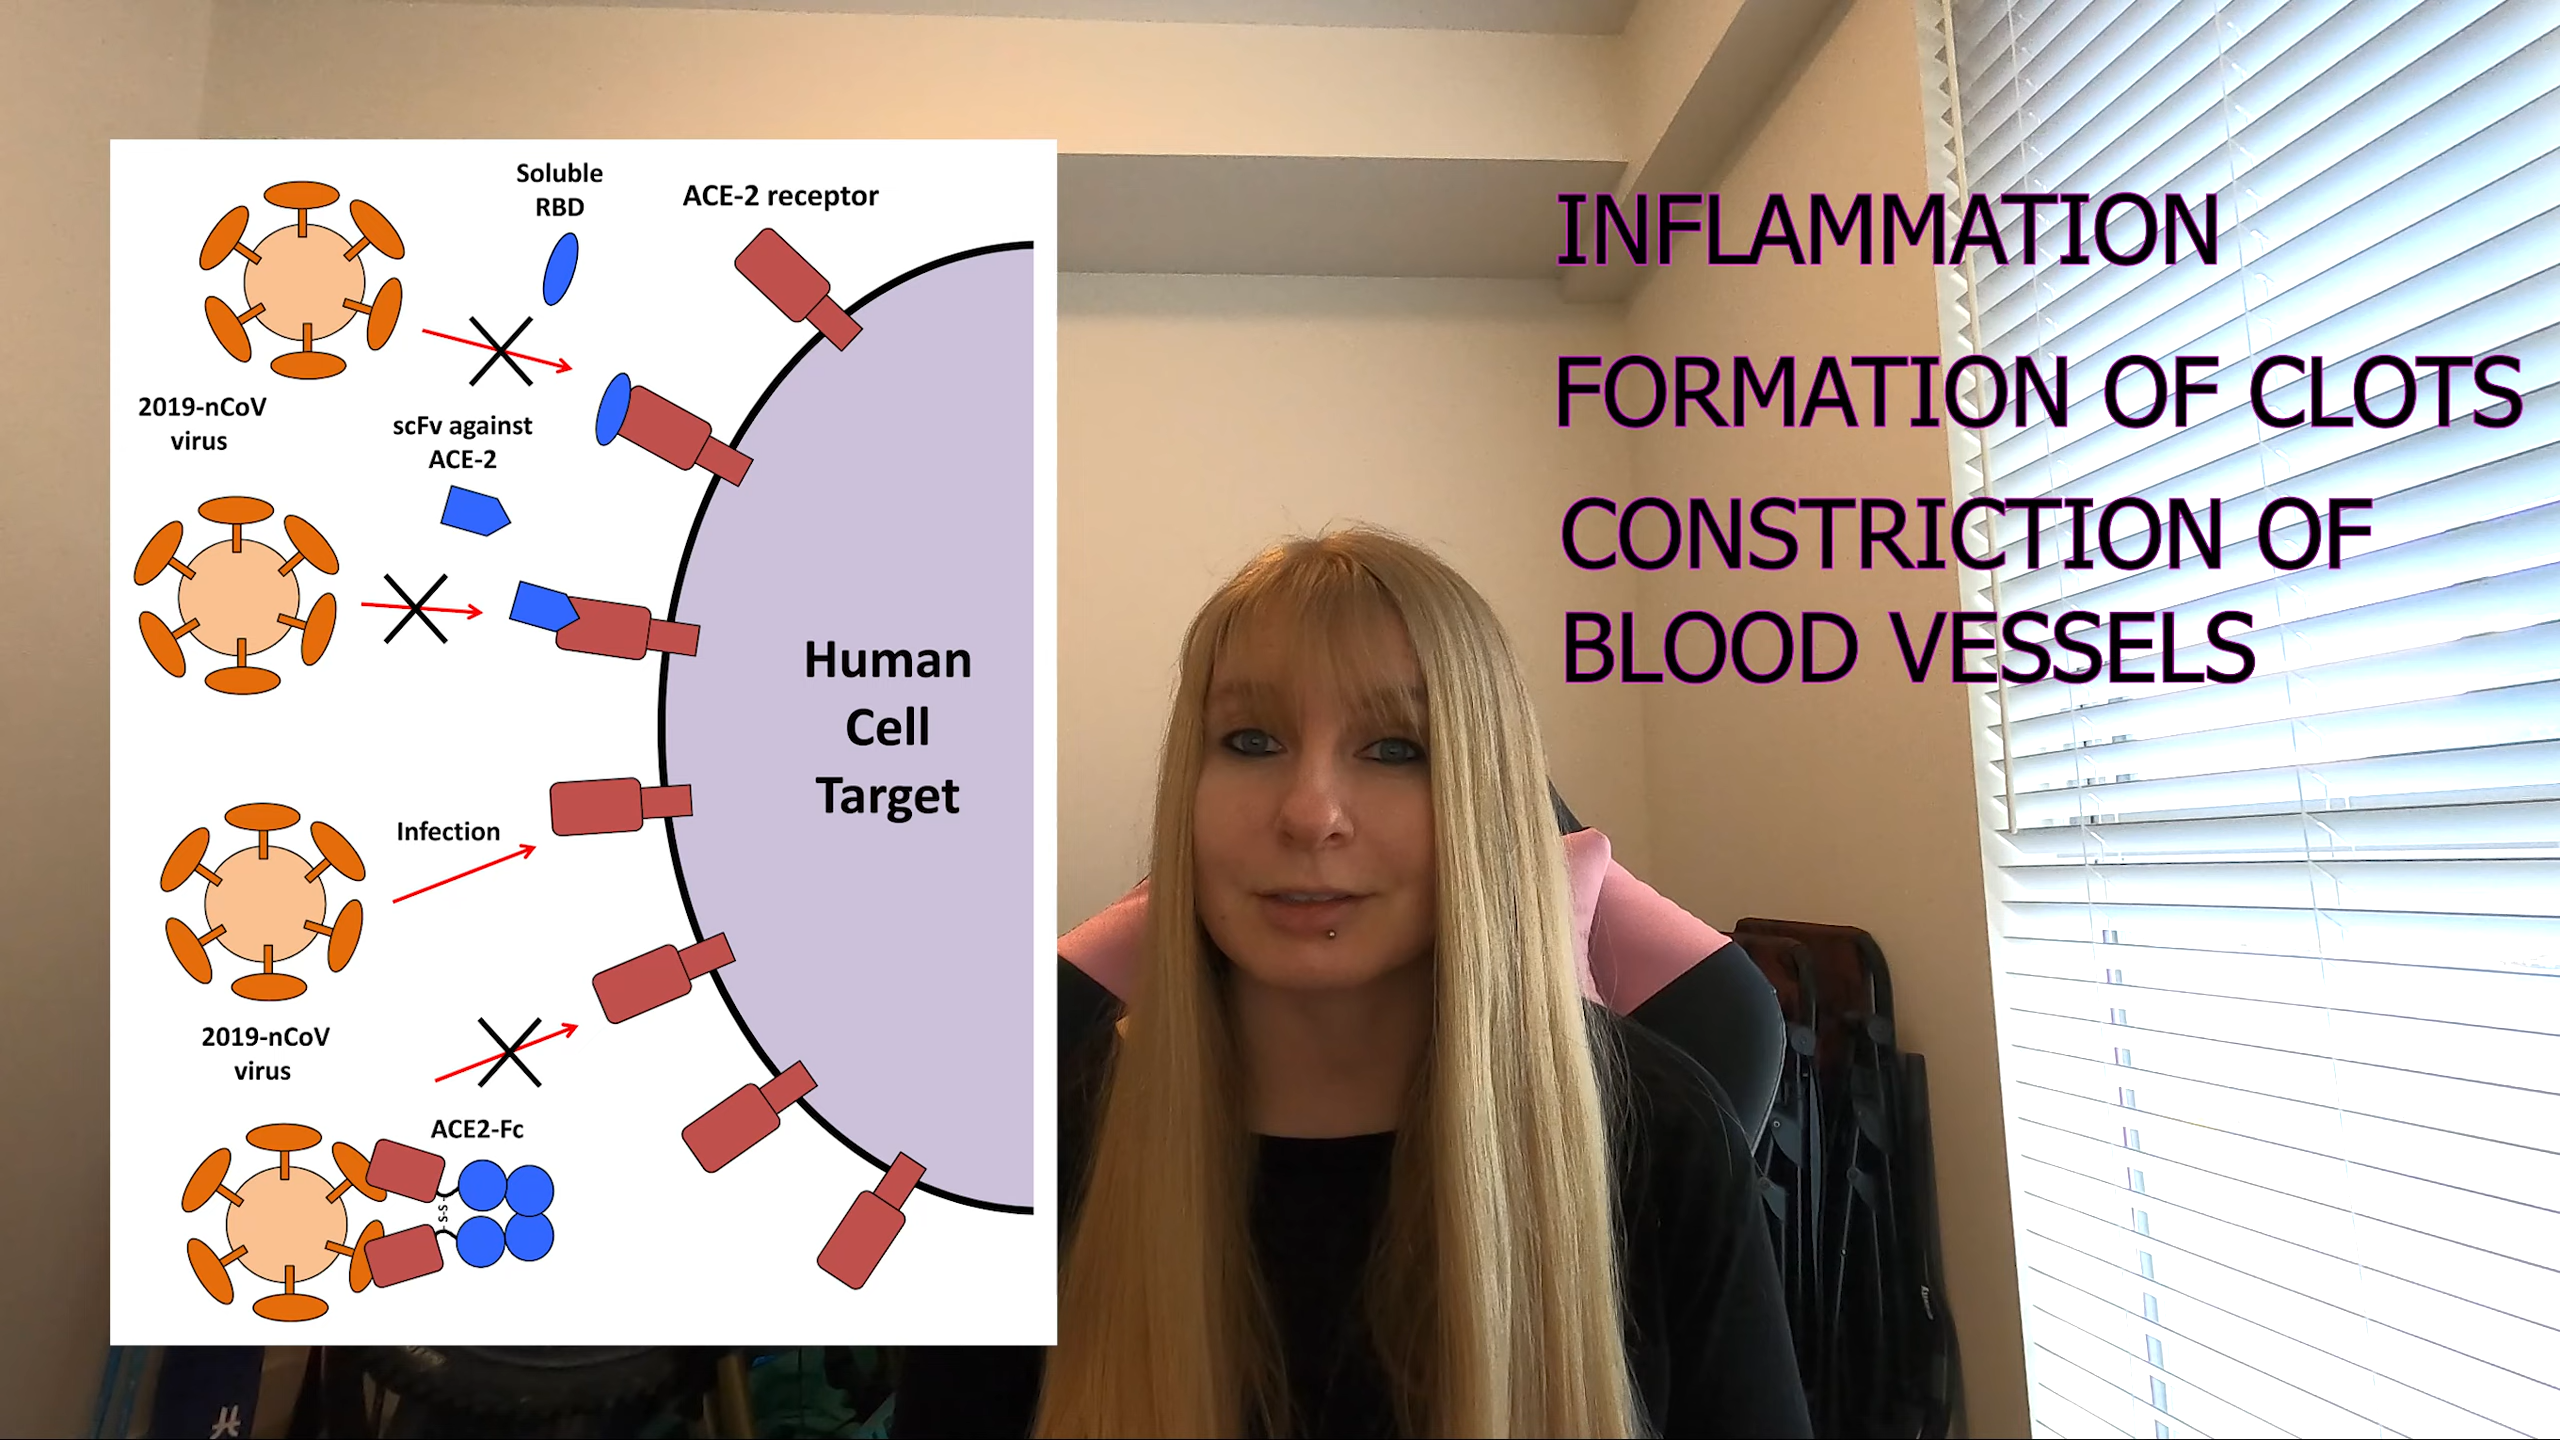 Soluble
RBD
ACE-2 receptor
2019-nCoV
virus
scFv against
ACE-2
Human
Cell
Target
Infection
2019-nCoV
virus
ACE2-Fc
S-S
INFLAMMATION
FORMATION OF CLOTS
CONSTRICTION OF
BLOOD VESSELS